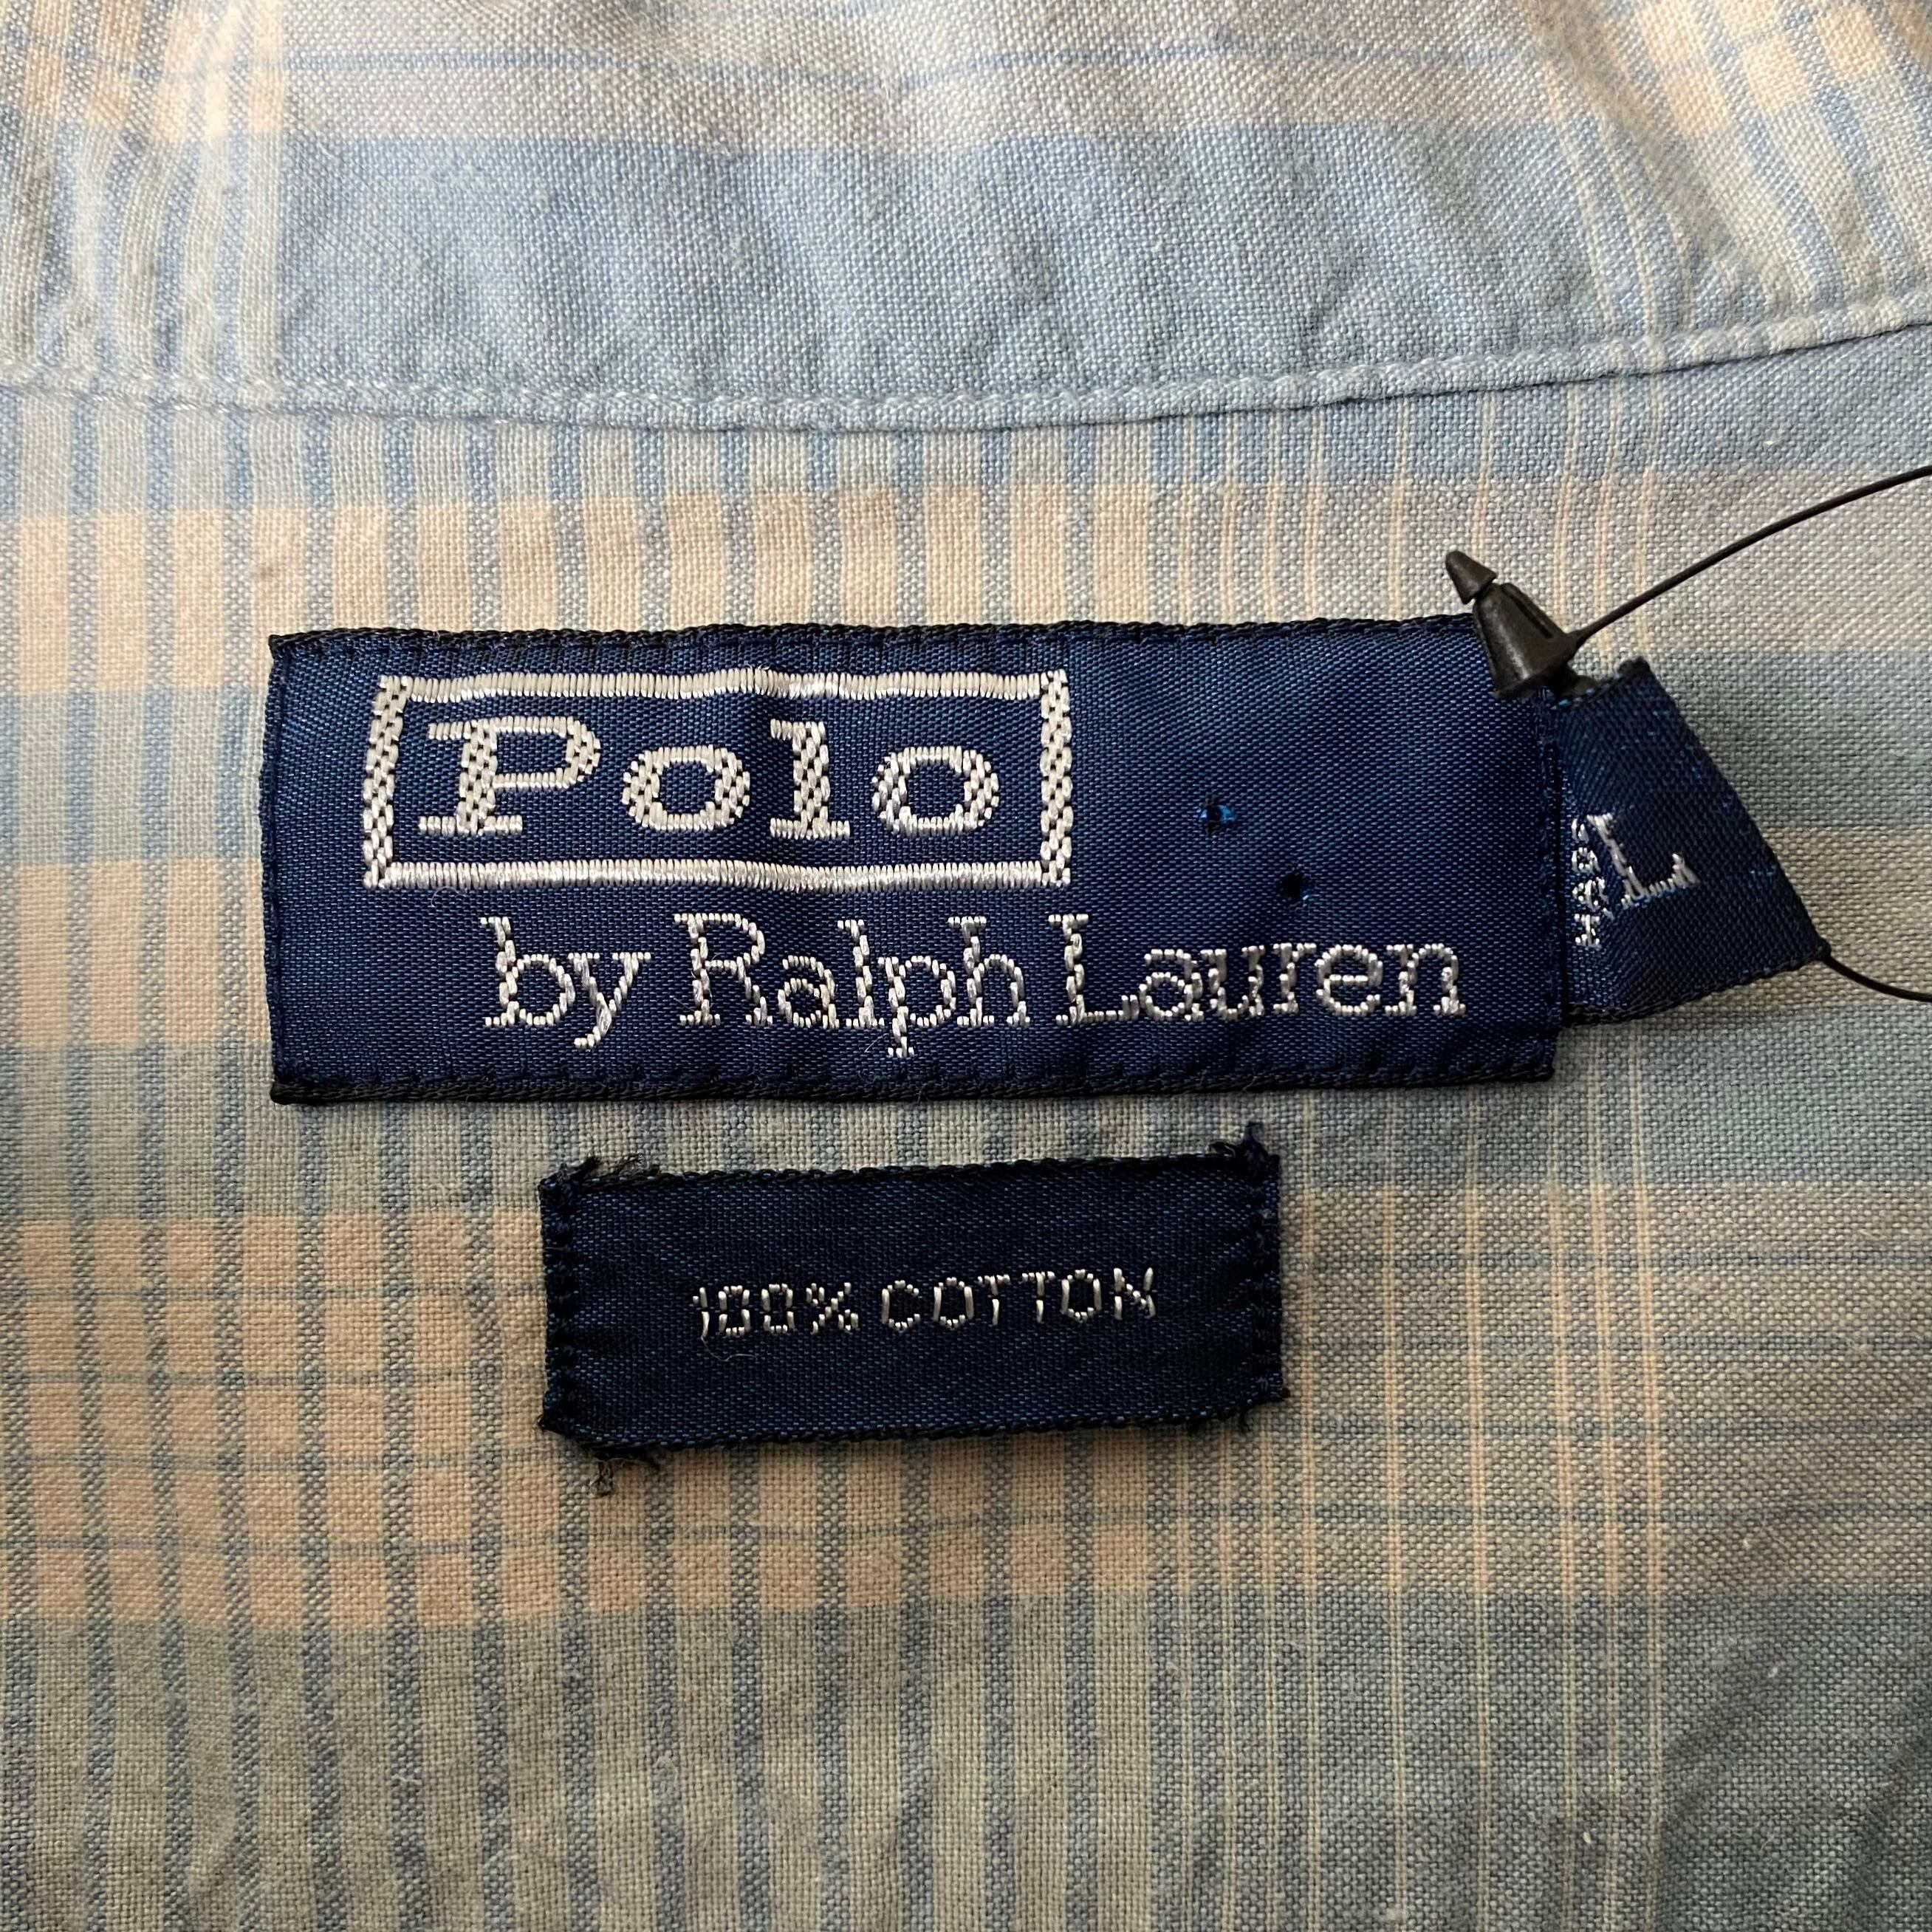 Polo
by Ralph Lauren
L
100% COTTON